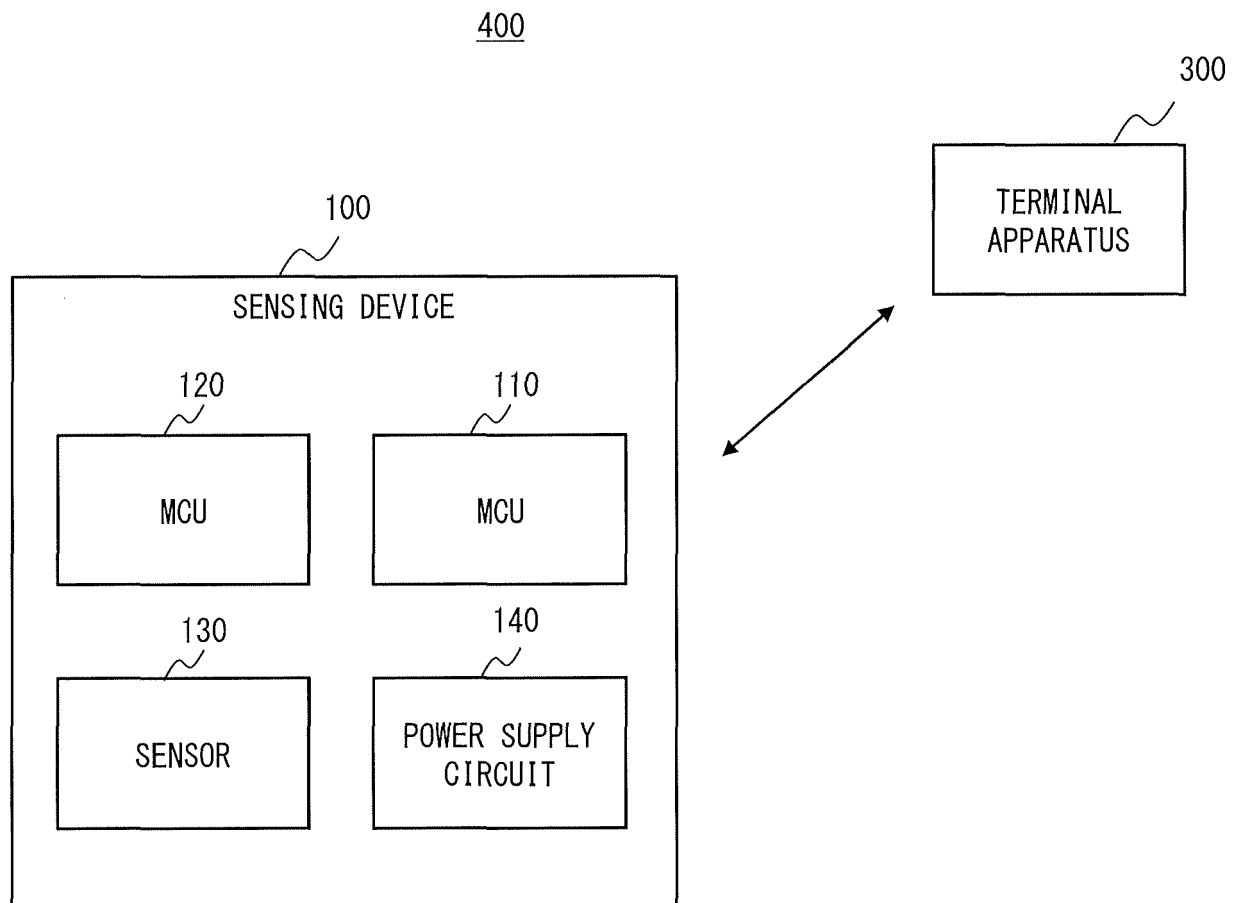 400
300
TERMINAL
APPARATUS
100
SENSING DEVICE
120
110
MCU
MCU
130
140
SENSOR
POWER SUPPLY
CIRCUIT